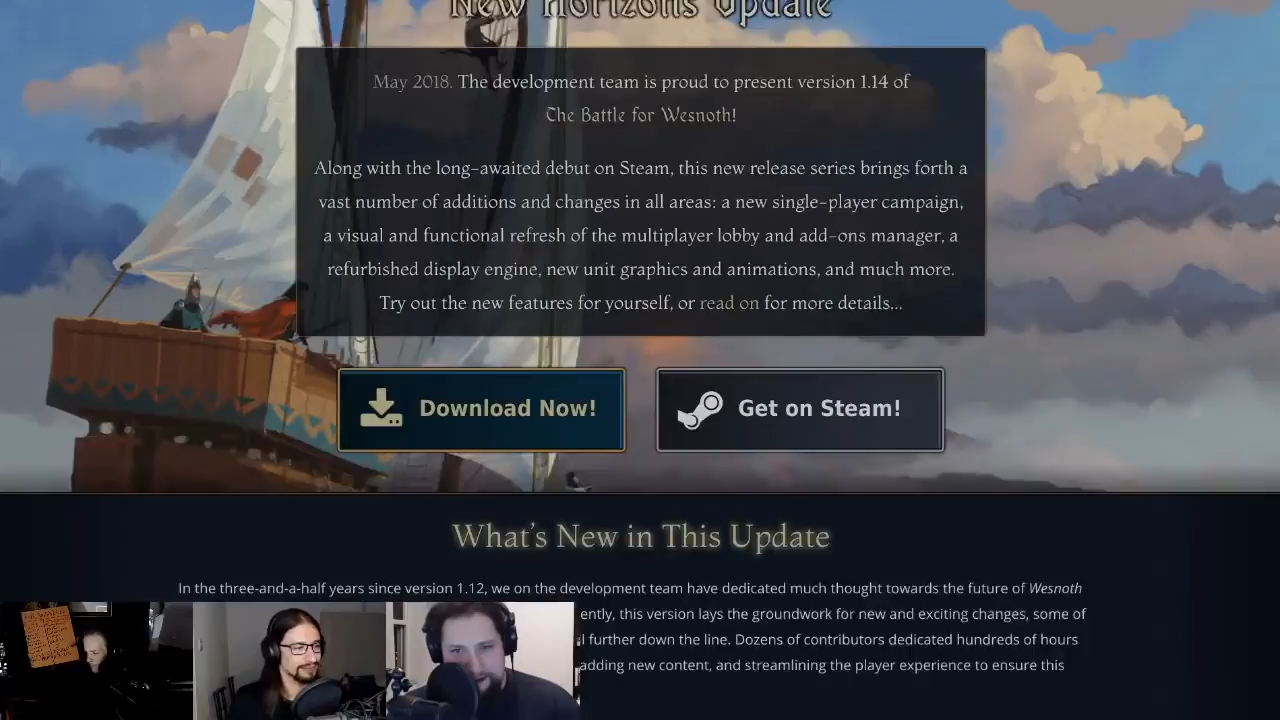 New Horizons Update
May 2018. The development team is proud to present version 1.14 of
The Battle for Wesnoth!
Along with the long-awaited debut on Steam, this new release series brings forth a
vast number of additions and changes in all areas: a new single-player campaign,
a visual and functional refresh of the multiplayer lobby and add-ons manager, a
refurbished display engine, new unit graphics and animations, and much more.
Try out the new features for yourself, or read on for more details...
Download Now!
Get on Steam!
What's New in This Update
In the three-and-a-half years since version 1.12, we on the development team have dedicated much thought towards the future of Wesnoth
ently, this version lays the groundwork for new and exciting changes, some of
further down the line. Dozens of contributors dedicated hundreds of hours
adding new content, and streamlining the player experience to ensure this